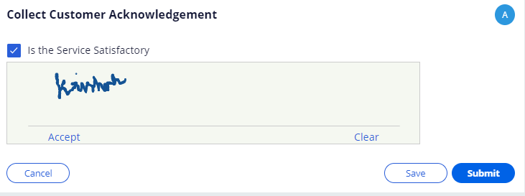 Collect Customer Acknowledgement
A
Is the Service Satisfactory
Accept Clear
Cancel Save Submit